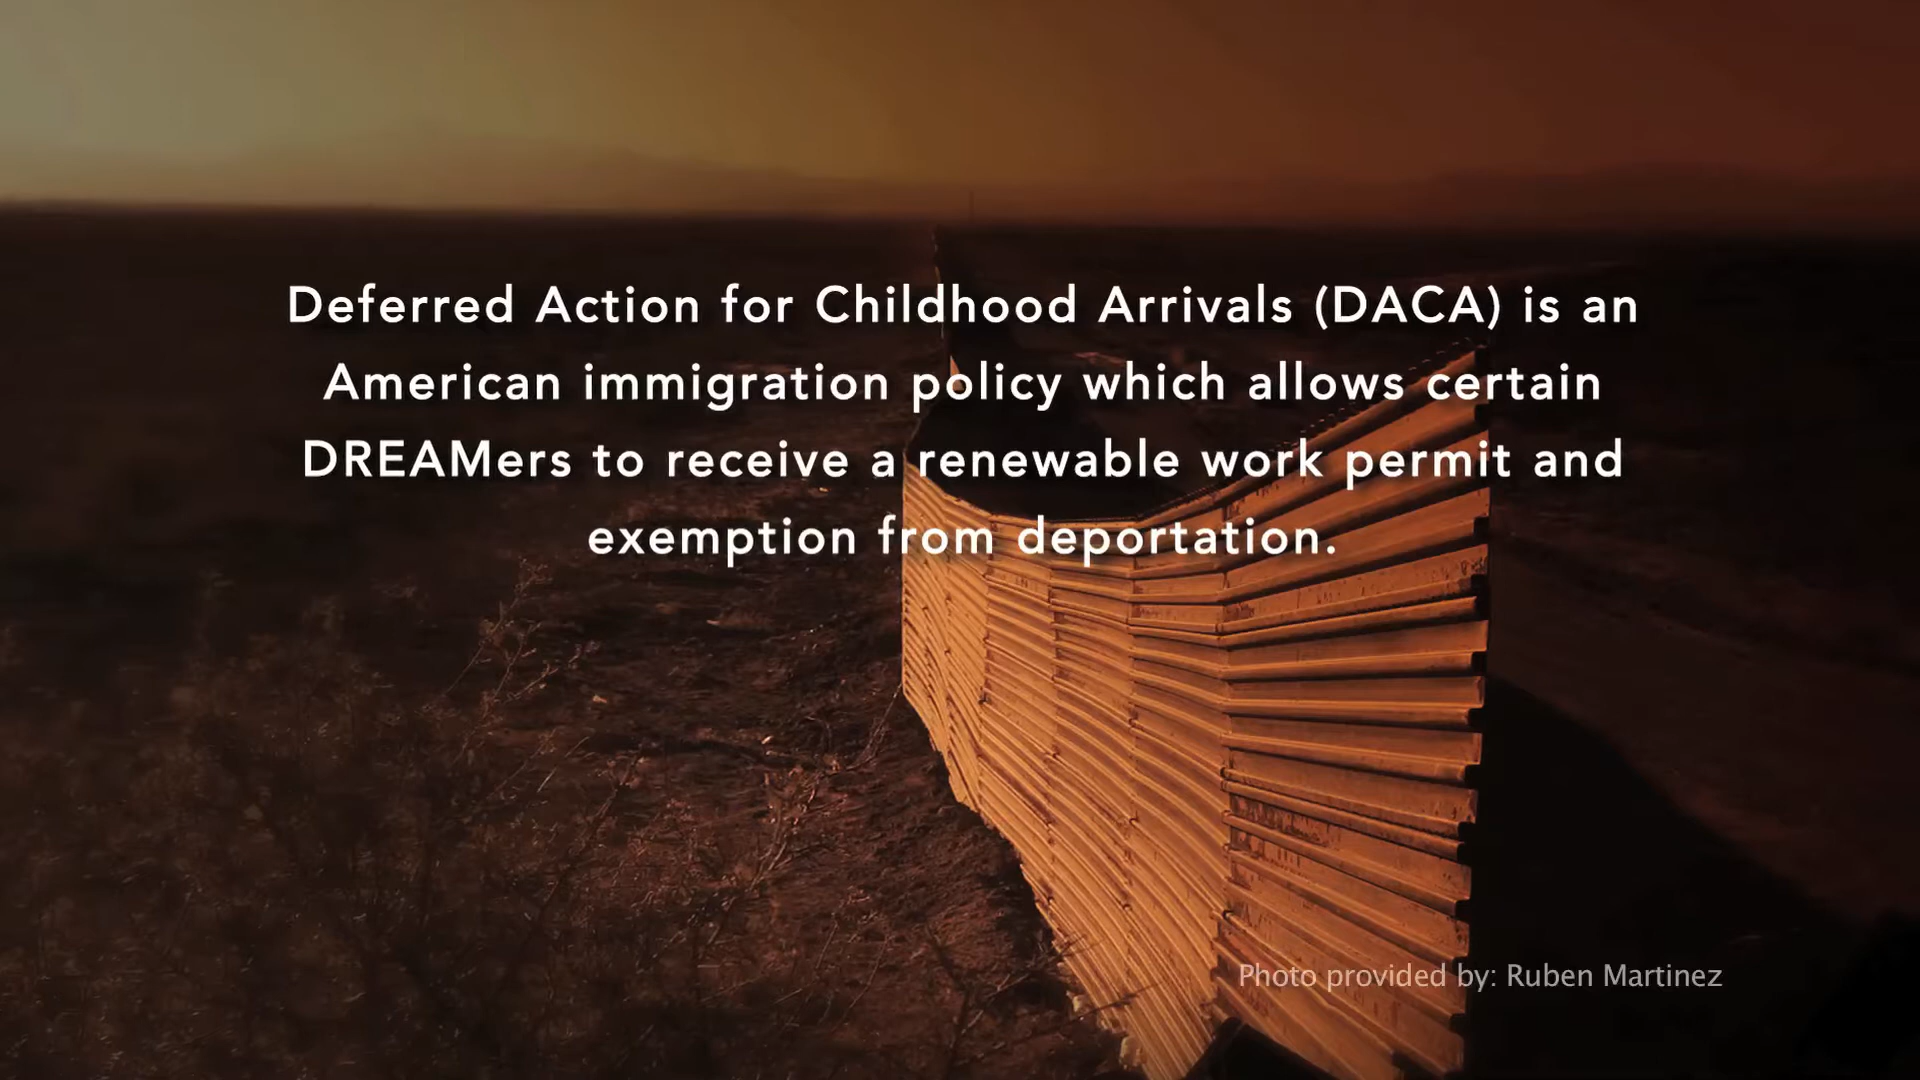 Deferred Action for Childhood Arrivals (DACA) is an
American immigration policy which allows certain
DREAMers to receive a renewable work permit and
exemption from deportation.
Photo provided by: Ruben Martinez